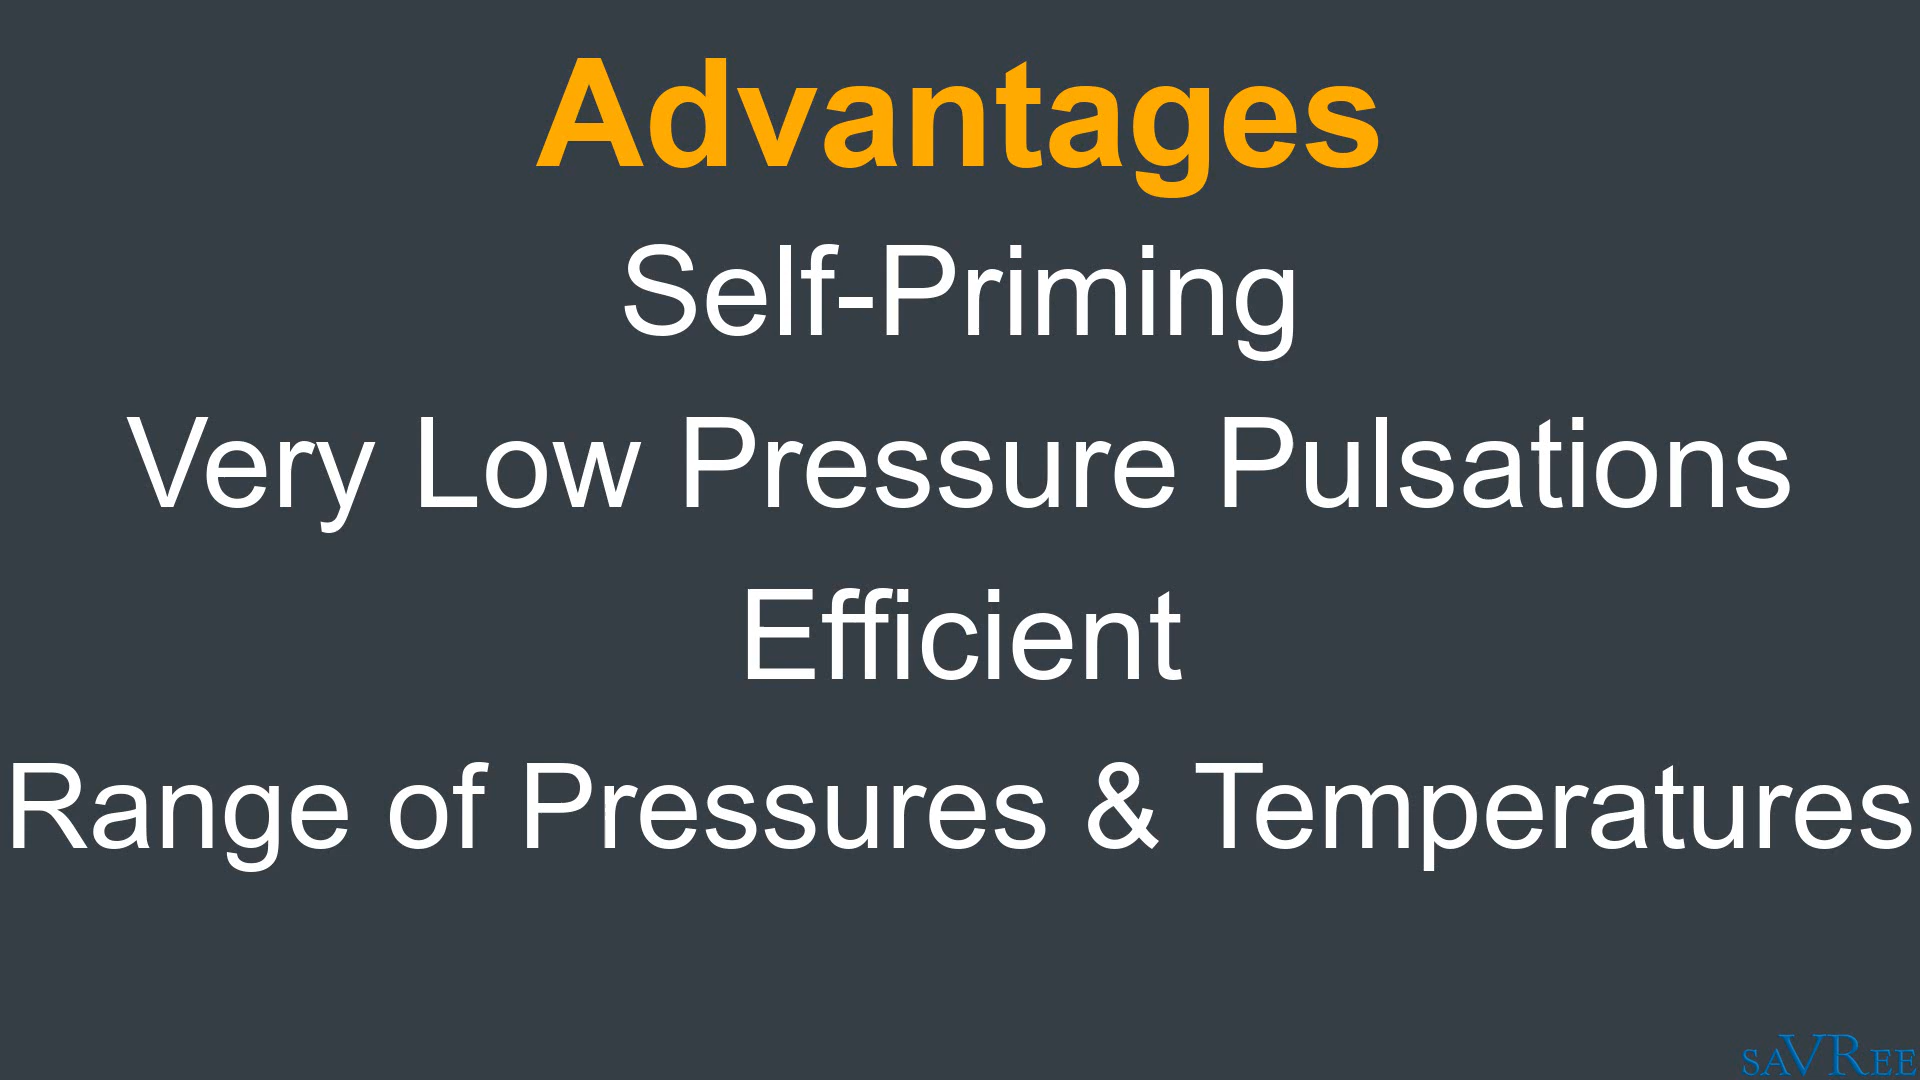 Advantages
Self-Priming
Very Low Pressure Pulsations
Efficient
Range of Pressures & Temperatures
saVRee